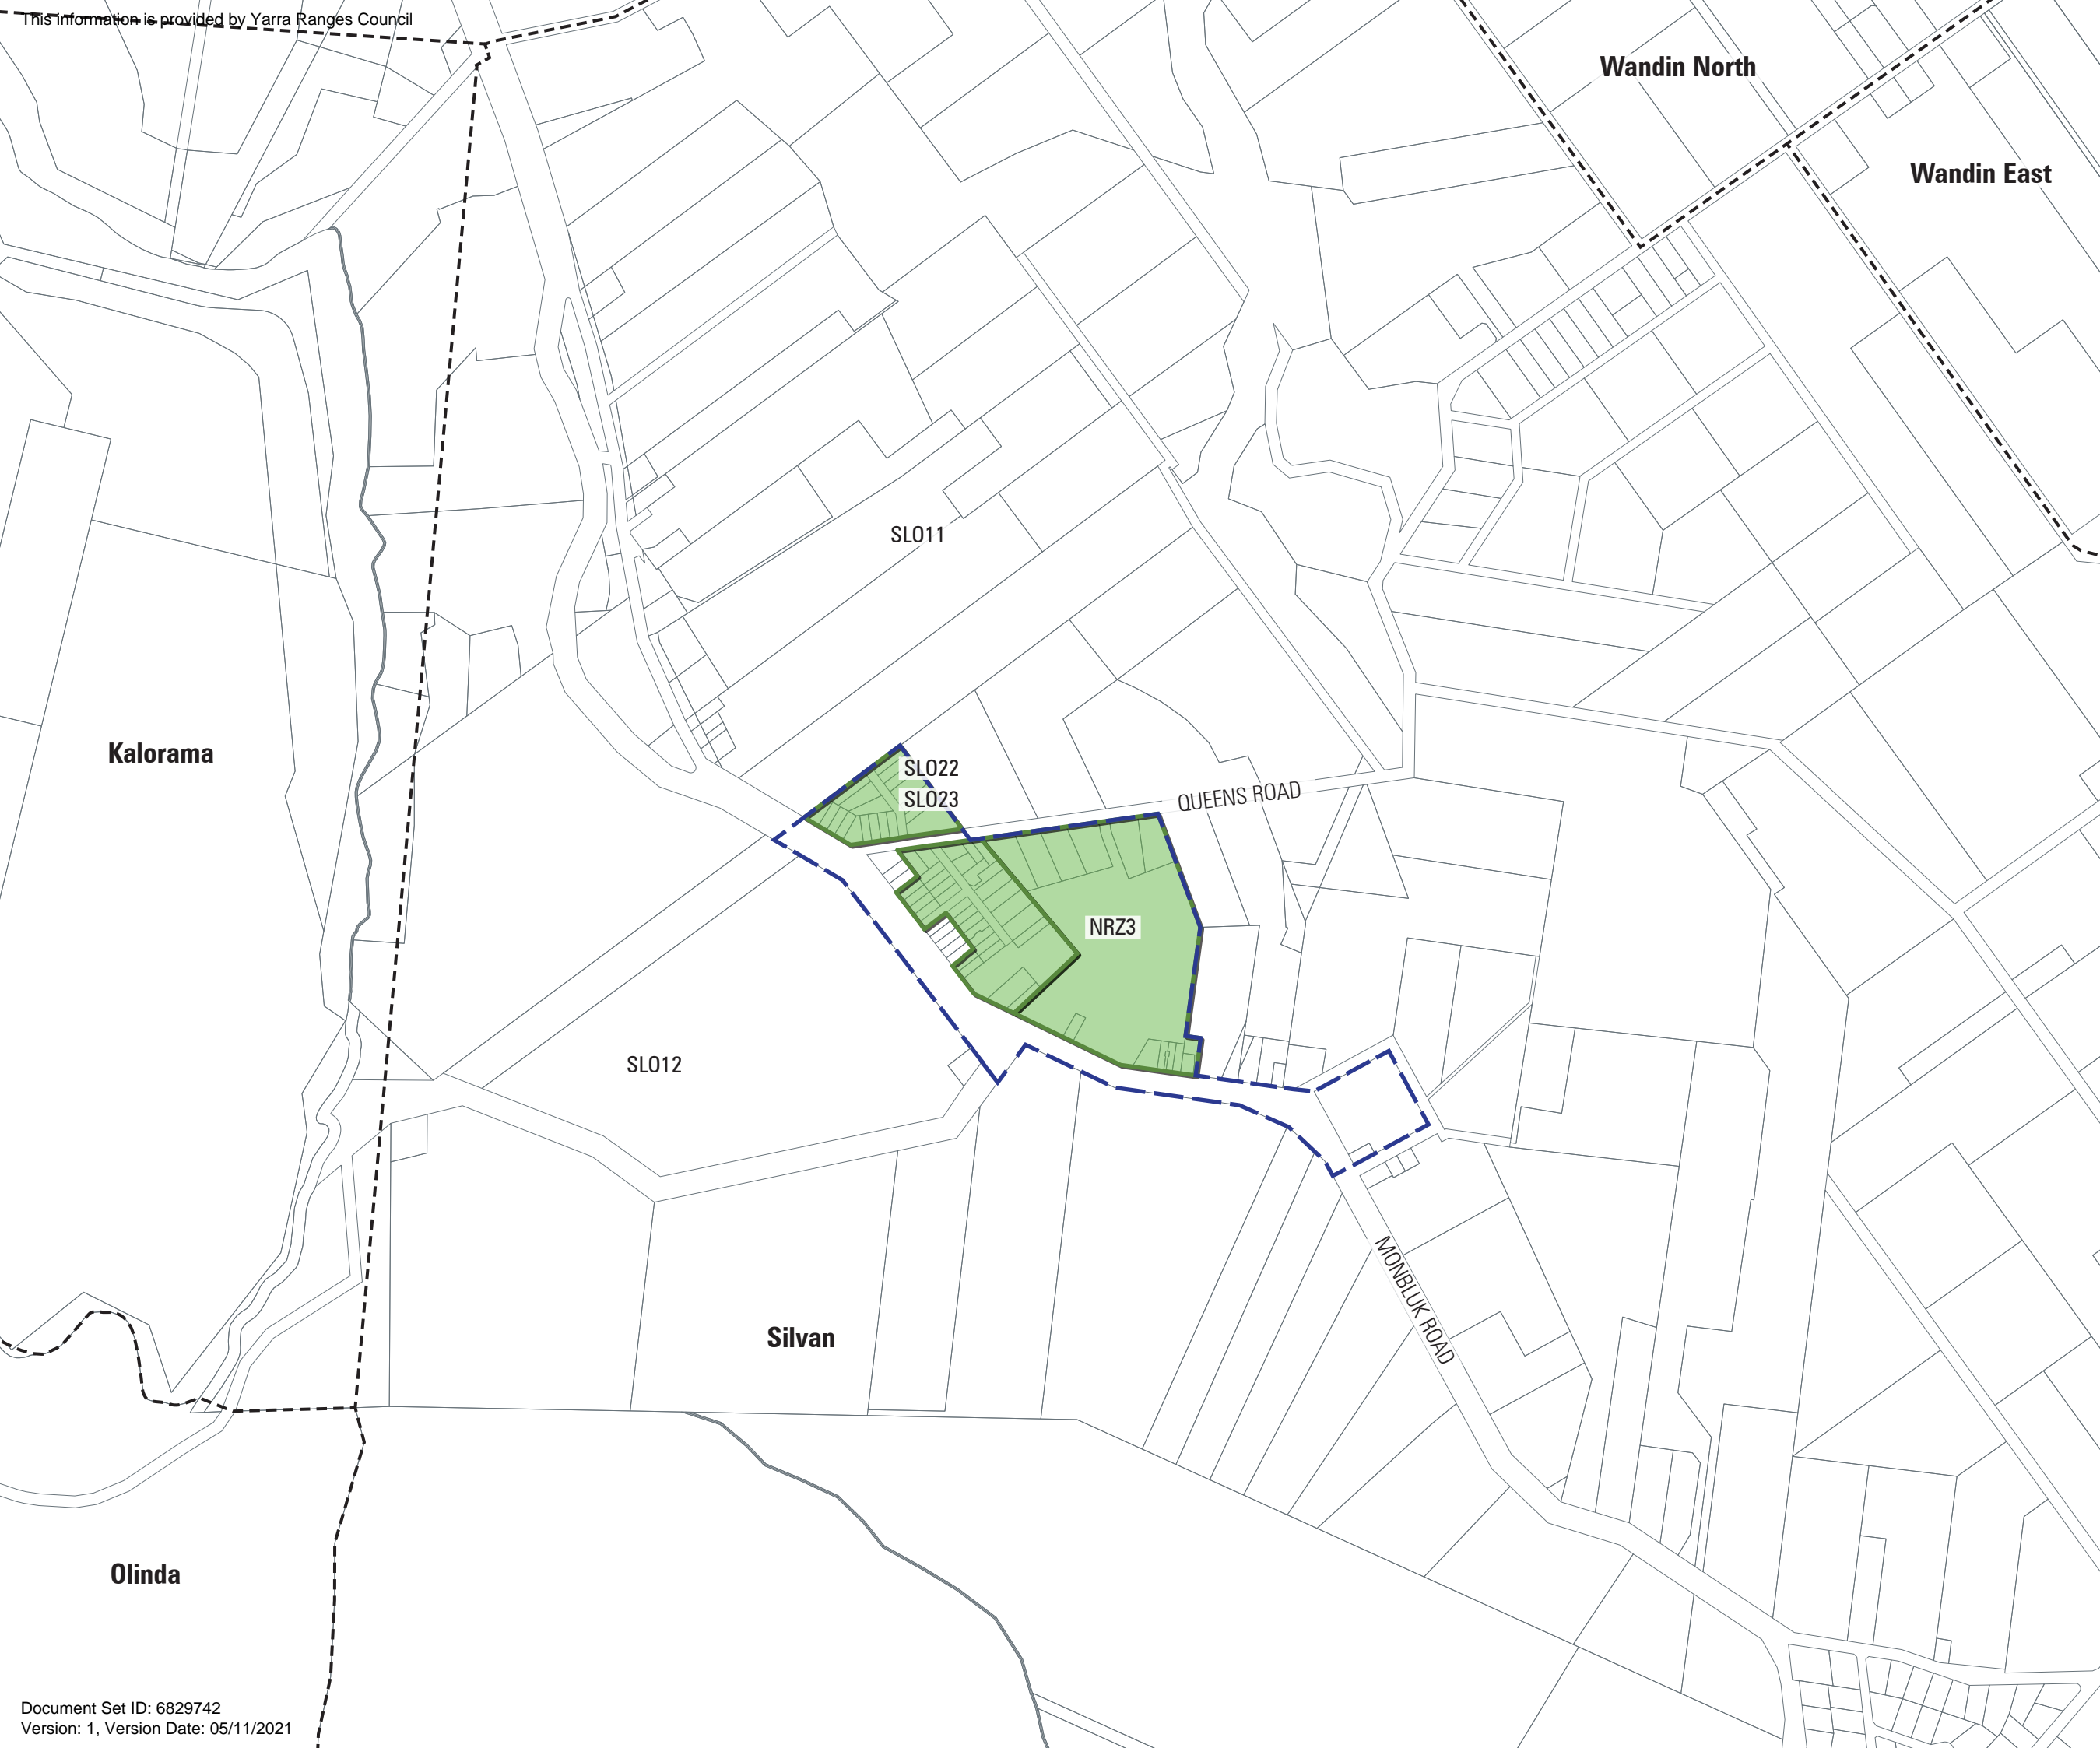 This information is provided by Yarra Ranges Council
Wandin North
Wandin East
SLO11
Kalorama
SLO22
SLO23
QUEENS ROAD
NRZ3
SLO12
MONBLUK ROAD
Silvan
Olinda
Document Set ID: 6829742
Version: 1, Version Date: 05/11/2021